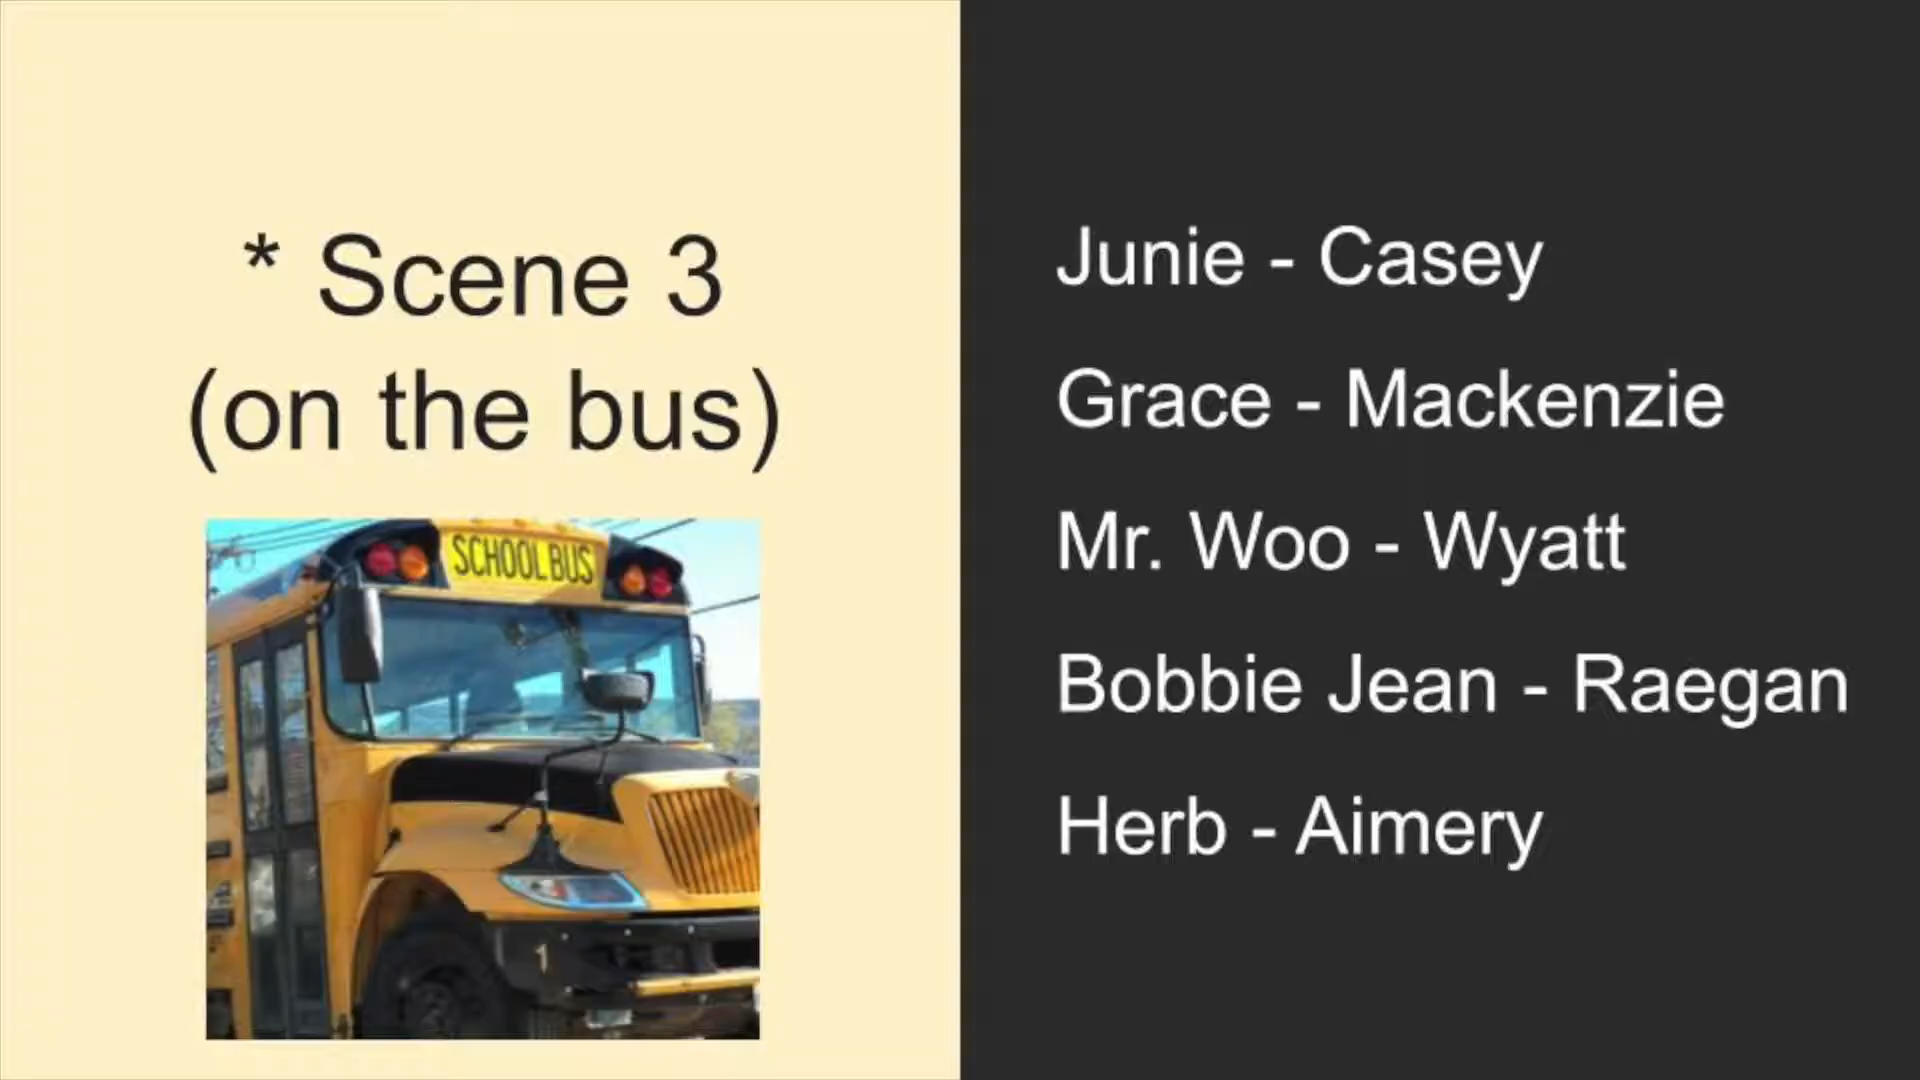 * Scene 3
(on the bus)
SCHOOL BUS
1
Junie - Casey
Grace - Mackenzie
Mr. Woo - Wyatt
Bobbie Jean - Raegan
Herb - Aimery